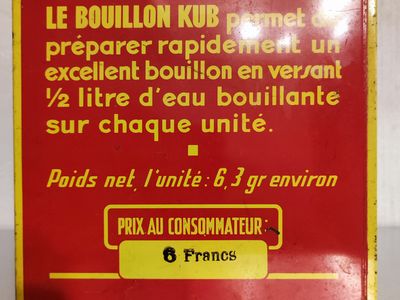 LE BOUILLON KUB permet de
préparer rapidement un
excellent bouillon en versant
½ litre d'eau bouillante
sur chaque unité.
Poids net, l'unité : 6,3 gr environ
PRIX AU CONSOMMATEUR :
6 Francs